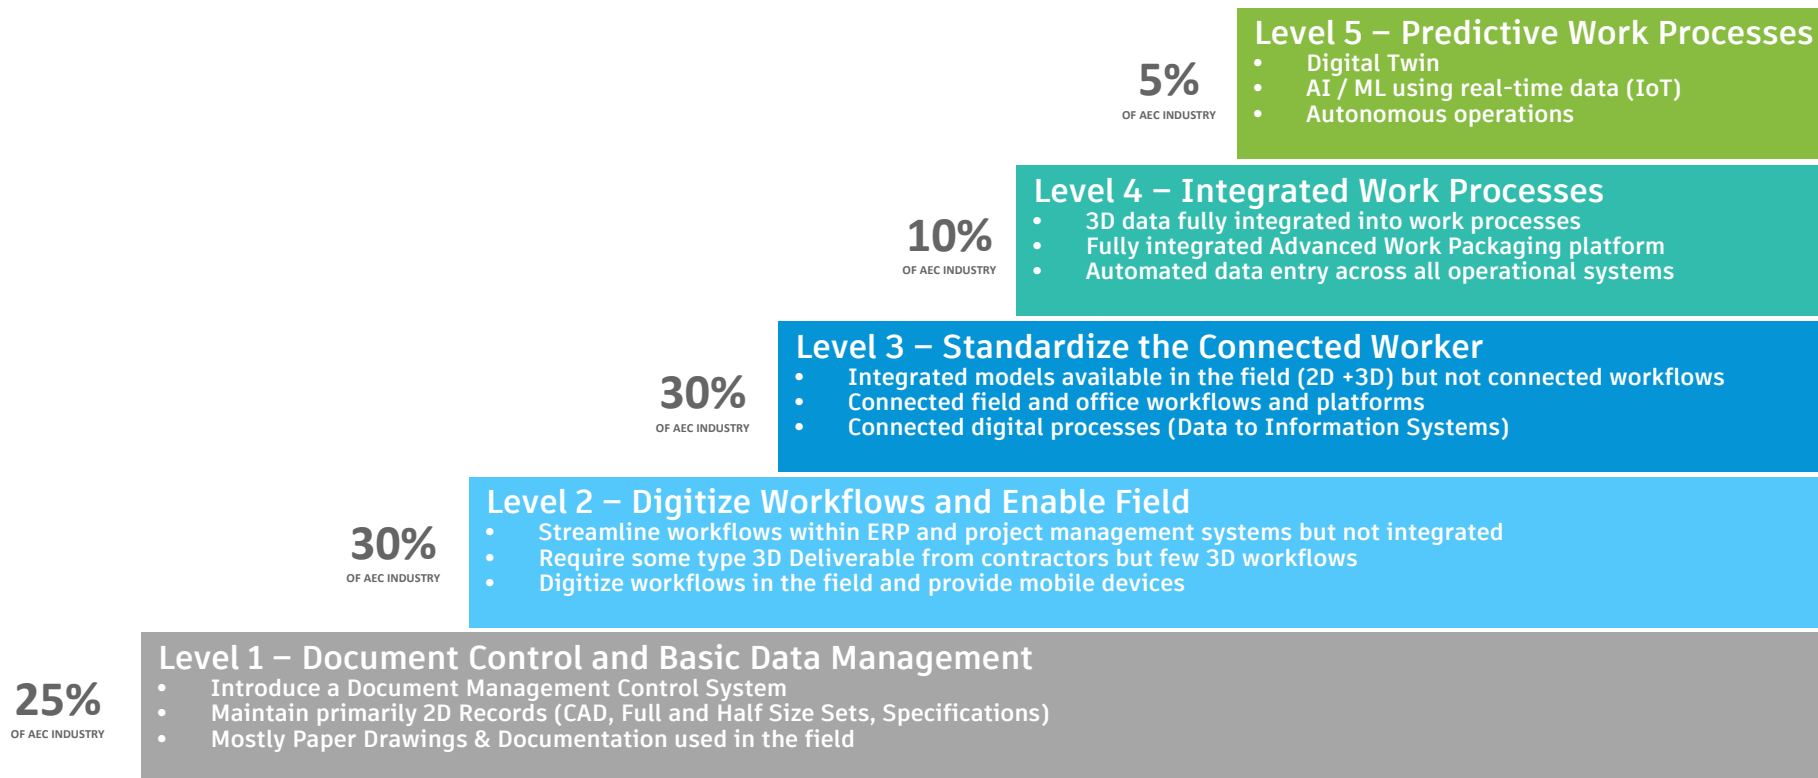 Level 5 – Predictive Work Processes
• Digital Twin
• AI / ML using real-time data (IoT)
• Autonomous operations
5%
OF AEC INDUSTRY
Level 4 – Integrated Work Processes
• 3D data fully integrated into work processes
• Fully integrated Advanced Work Packaging platform
• Automated data entry across all operational systems
10%
OF AEC INDUSTRY
Level 3 – Standardize the Connected Worker
• Integrated models available in the field (2D +3D) but not connected workflows
• Connected field and office workflows and platforms
• Connected digital processes (Data to Information Systems)
30%
OF AEC INDUSTRY
Level 2 – Digitize Workflows and Enable Field
• Streamline workflows within ERP and project management systems but not integrated
• Require some type 3D Deliverable from contractors but few 3D workflows
• Digitize workflows in the field and provide mobile devices
30%
OF AEC INDUSTRY
Level 1 – Document Control and Basic Data Management
• Introduce a Document Management Control System
• Maintain primarily 2D Records (CAD, Full and Half Size Sets, Specifications)
• Mostly Paper Drawings & Documentation used in the field
25%
OF AEC INDUSTRY